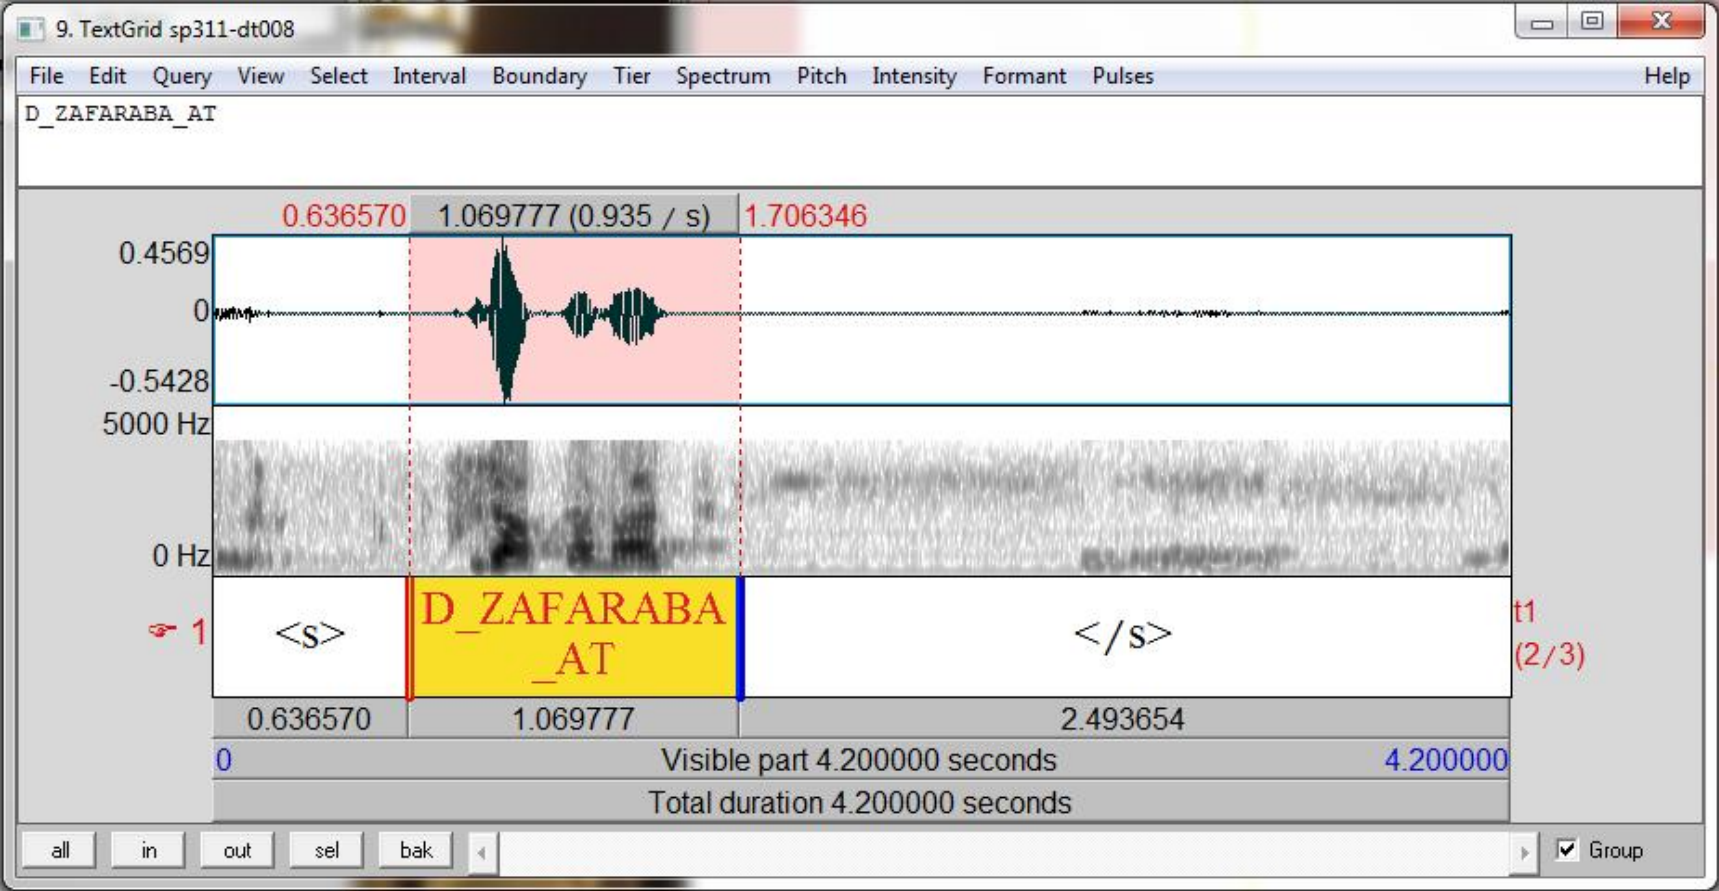 9. TextGrid sp311-dt008
File Edit Query View Select Interval Boundary Tier Spectrum Pitch Intensity Formant Pulses Help
D_ZAFARABA_AT
0.636570 1.069777 (0.935 / s) 1.706346
0.4569
0
-0.5428
5000 Hz
0 Hz
☞ 1 <s> D_ZAFARABA </s> t1
_AT (2/3)
0.636570 1.069777 2.493654
0 Visible part 4.200000 seconds 4.200000
Total duration 4.200000 seconds
all in out sel bak Group